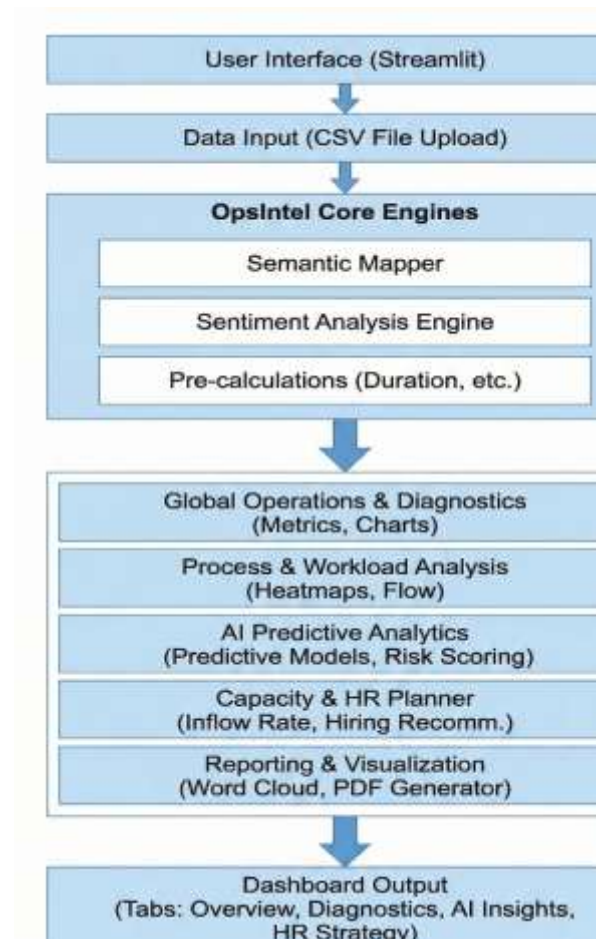 User Interface (Streamlit)
Data Input (CSV File Upload)
OpsIntel Core Engines
Semantic Mapper
Sentiment Analysis Engine
Pre-calculations (Duration, etc.)
Global Operations & Diagnostics
(Metrics, Charts)
Process & Workload Analysis
(Heatmaps, Flow)
AI Predictive Analytics
(Predictive Models, Risk Scoring)
Capacity & HR Planner
(Inflow Rate, Hiring Recomm.)
Reporting & Visualization
(Word Cloud, PDF Generator)
Dashboard Output
(Tabs: Overview, Diagnostics, AI Insights,
HR Strategy)